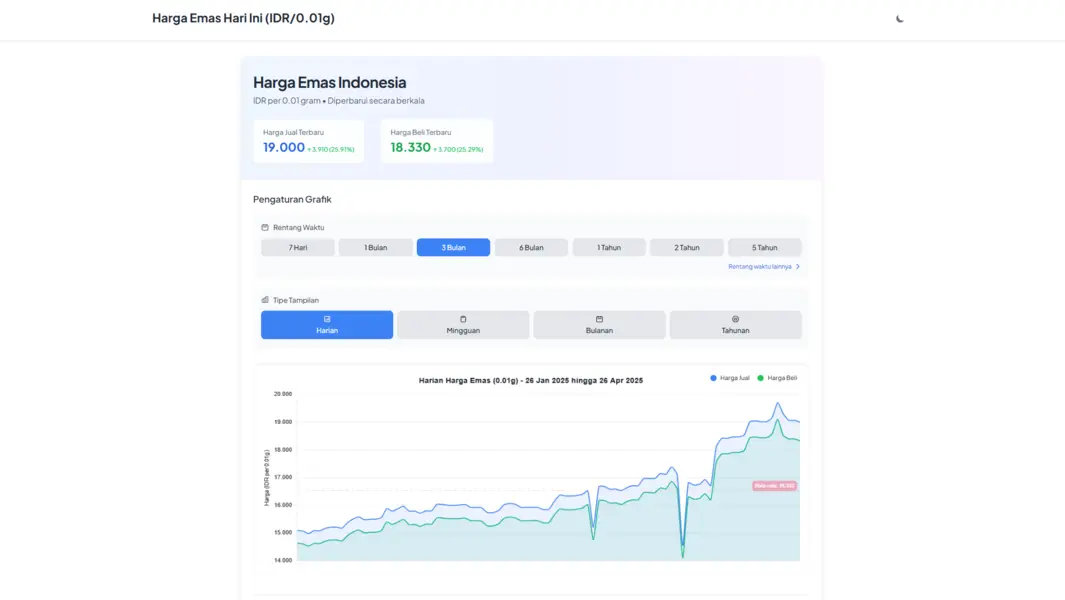 Harga Emas Hari Ini (IDR/0.01g)
Harga Emas Indonesia
IDR per 0.01 gram • Diperbarui secara berkala
Harga Jual Terbaru
19.000 +3.910 (25.91%)
Harga Beli Terbaru
18.330 +3.700 (25.29%)
Pengaturan Grafik
Rentang Waktu
7 Hari
1 Bulan
3 Bulan
6 Bulan
1 Tahun
2 Tahun
5 Tahun
Rentang waktu lainnya
Tipe Tampilan
Harian
Mingguan
Bulanan
Tahunan
Harian Harga Emas (0.01g) - 26 Jan 2025 hingga 26 Apr 2025
Harga Jual
Harga Beli
Harga (IDR per 0.01g)
20.000
19.000
18.000
17.000
16.000
15.000
14.000